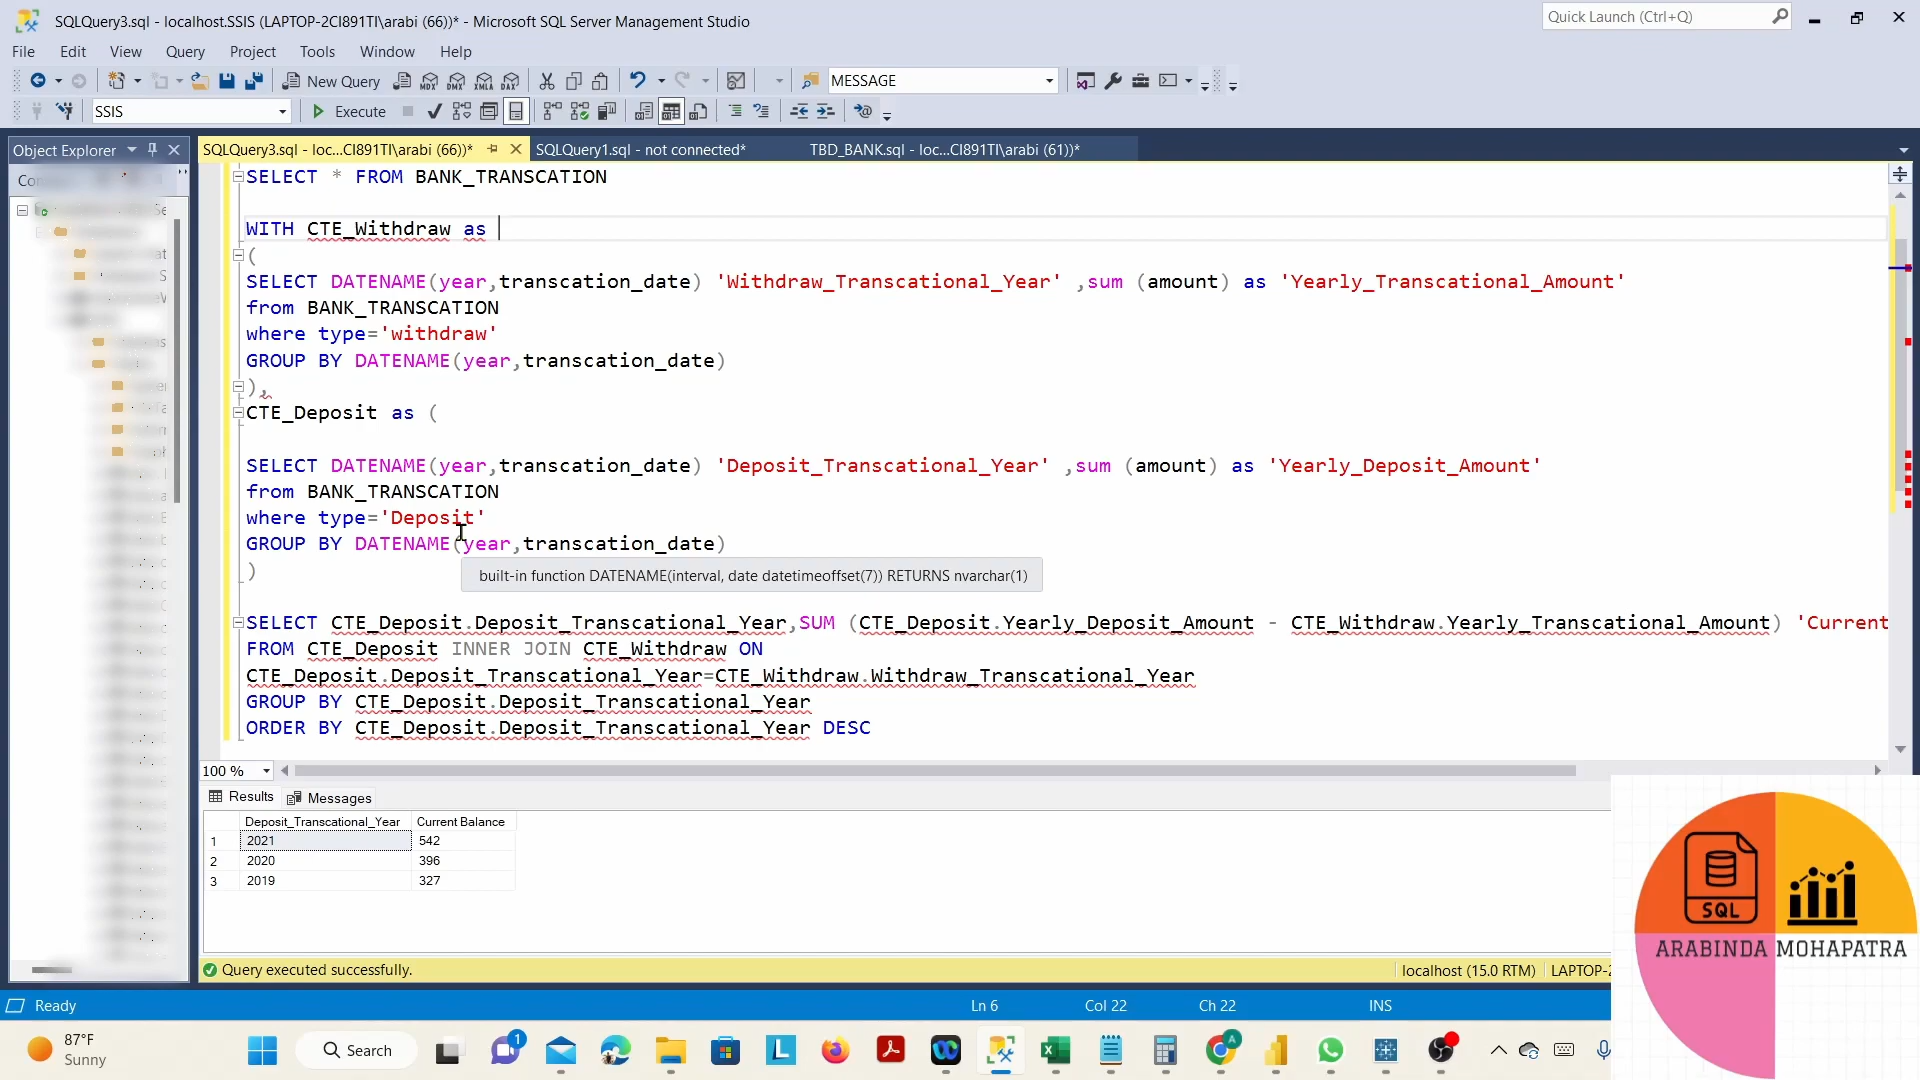 SQLQuery3.sql - localhost.SSIS (LAPTOP-2CI891TI\arabi (66))* - Microsoft SQL Server Management Studio
Quick Launch (Ctrl+Q)
File Edit View Query Project Tools Window Help
New Query
MDX DMX XMLA DAX
MESSAGE
SSIS
Execute
Object Explorer
SQLQuery3.sql - loc...CI891TI\arabi (66))*
SQLQuery1.sql - not connected*
TBD_BANK.sql - loc...CI891TI\arabi (61))*
SELECT * FROM BANK_TRANSCATION
WITH CTE_Withdraw as
(
SELECT DATENAME(year,transcation_date) 'Withdraw_Transcational_Year' ,sum (amount) as 'Yearly_Transcational_Amount'
from BANK_TRANSCATION
where type='withdraw'
GROUP BY DATENAME(year,transcation_date)
),
CTE_Deposit as (
SELECT DATENAME(year,transcation_date) 'Deposit_Transcational_Year' ,sum (amount) as 'Yearly_Deposit_Amount'
from BANK_TRANSCATION
where type='Deposit'
GROUP BY DATENAME(year,transcation_date)
)
built-in function DATENAME(interval, date datetimeoffset(7)) RETURNS nvarchar(1)
SELECT CTE_Deposit.Deposit_Transcational_Year,SUM (CTE_Deposit.Yearly_Deposit_Amount - CTE_Withdraw.Yearly_Transcational_Amount) 'Current
FROM CTE_Deposit INNER JOIN CTE_Withdraw ON
CTE_Deposit.Deposit_Transcational_Year=CTE_Withdraw.Withdraw_Transcational_Year
GROUP BY CTE_Deposit.Deposit_Transcational_Year
ORDER BY CTE_Deposit.Deposit_Transcational_Year DESC
100 %
Results Messages
Deposit_Transcational_Year Current Balance
1 2021 542
2 2020 396
3 2019 327
Query executed successfully.
localhost (15.0 RTM) LAPTOP-2
SQL
ARABINDA MOHAPATRA
Ready
Ln 6 Col 22 Ch 22 INS
87°F
Sunny
Search
1
A